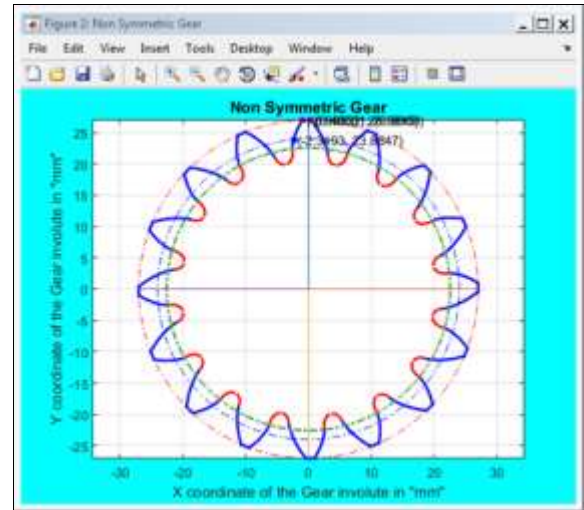 Figure 2: Non Symmetric Gear
File Edit View Insert Tools Desktop Window Help
Non Symmetric Gear
25
20
15
10
5
0
-5
-10
-15
-20
-25
-30 -20 -10 0 10 20 30
Y coordinate of the Gear involute in "mm"
X coordinate of the Gear involute in "mm"